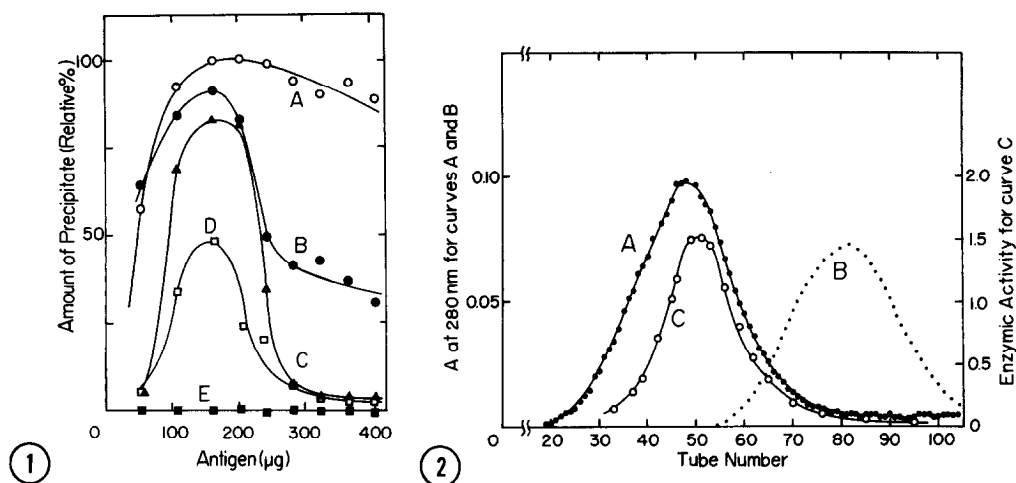 Amount of Precipitate (Relative %)
100
50
0
A
B
D
C
E
0 100 200 300 400
Antigen (µg)
1
A at 280 nm for curves A and B
0.10
0.05
0
A
C
B
2.0
1.5
1.0
0.5
0
Enzymic Activity for curve C
20 30 40 50 60 70 80 90 100
Tube Number
2